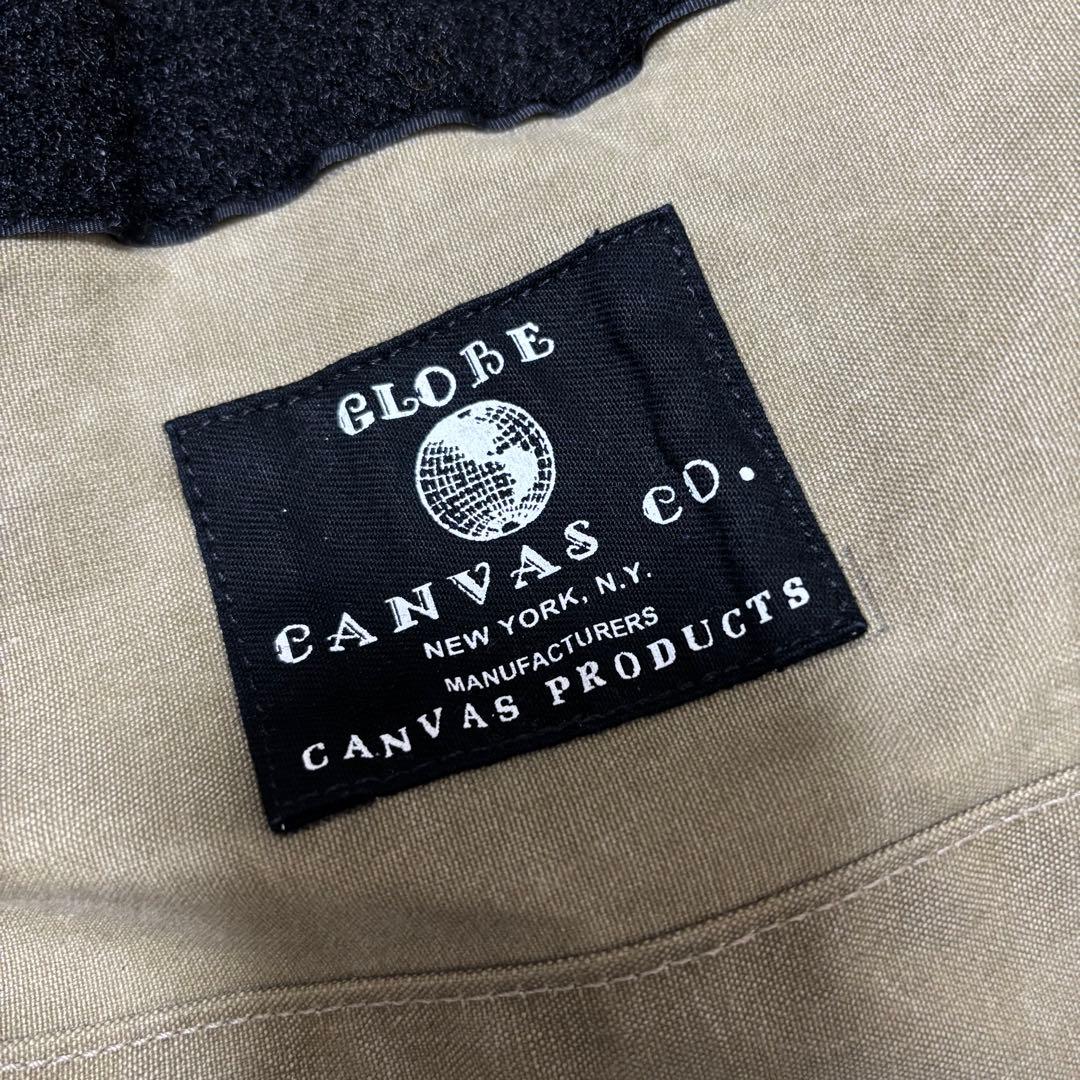 GLOBE
CANVAS CO.
NEW YORK, N.Y.
MANUFACTURERS
CANVAS PRODUCTS